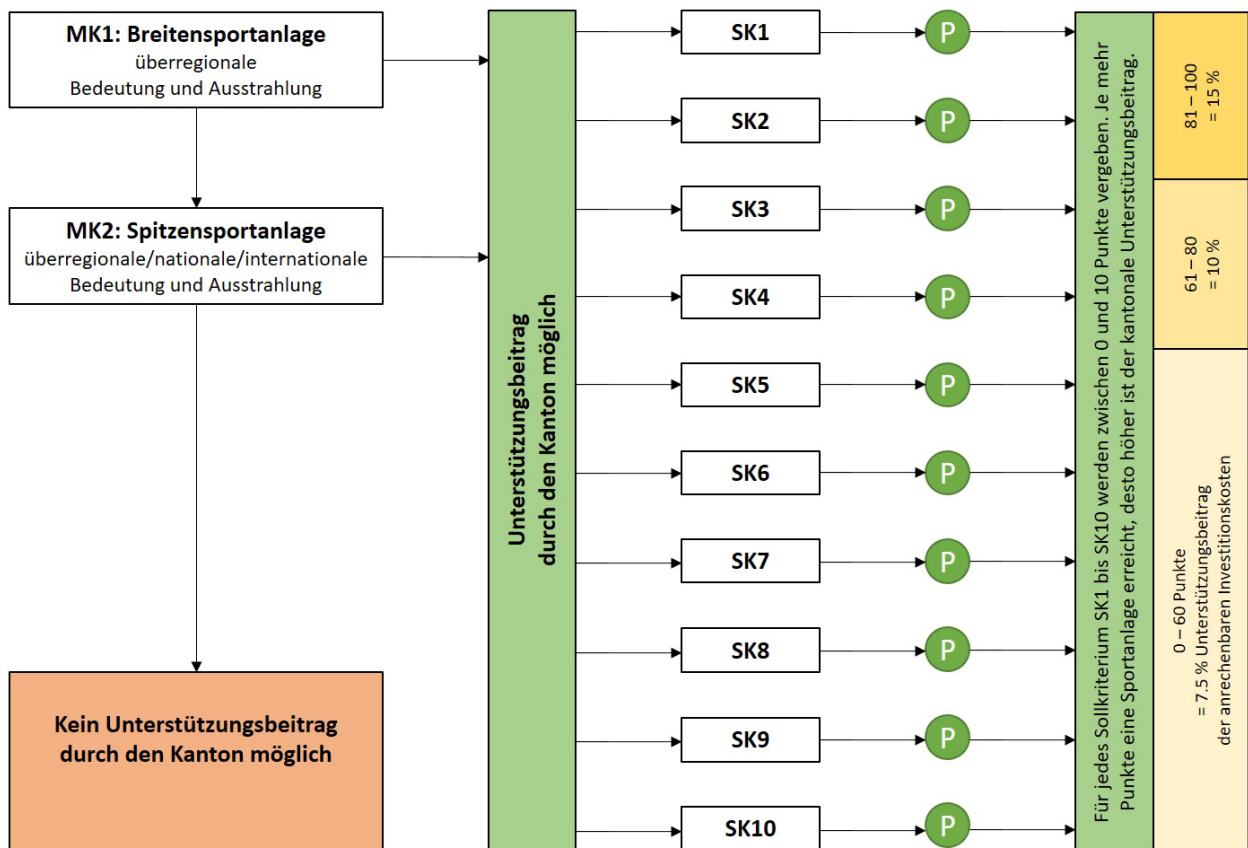 MK1: Breitensportanlage
überregionale
Bedeutung und Ausstrahlung
MK2: Spitzensportanlage
überregionale/nationale/internationale
Bedeutung und Ausstrahlung
Kein Unterstützungsbeitrag
durch den Kanton möglich
Unterstützungsbeitrag
durch den Kanton möglich
SK1
P
SK2
P
SK3
P
SK4
P
SK5
P
SK6
P
SK7
P
SK8
P
SK9
P
SK10
P
Für jedes Sollkriterium SK1 bis SK10 werden zwischen 0 und 10 Punkte vergeben. Je mehr
Punkte eine Sportanlage erreicht, desto höher ist der kantonale Unterstützungsbeitrag.
81 – 100
= 15 %
61 – 80
= 10 %
0 – 60 Punkte
= 7.5 % Unterstützungsbeitrag
der anrechenbaren Investitionskosten